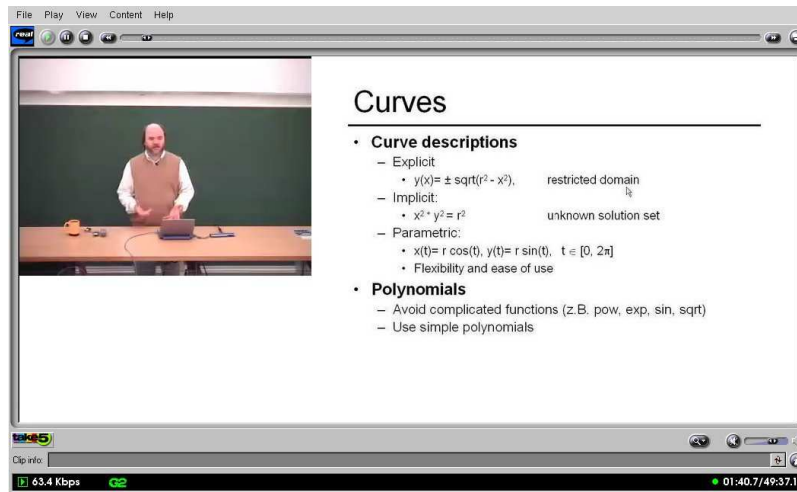 File Play View Content Help
real
Curves
• Curve descriptions
– Explicit
• y(x)= ± sqrt(r² - x²), restricted domain
– Implicit:
• x² + y² = r² unknown solution set
– Parametric:
• x(t)= r cos(t), y(t)= r sin(t), t ∈ [0, 2π]
• Flexibility and ease of use
• Polynomials
– Avoid complicated functions (z.B. pow, exp, sin, sqrt)
– Use simple polynomials
take5
Clip info:
63.4 Kbps G2 01:40.7/49:37.1